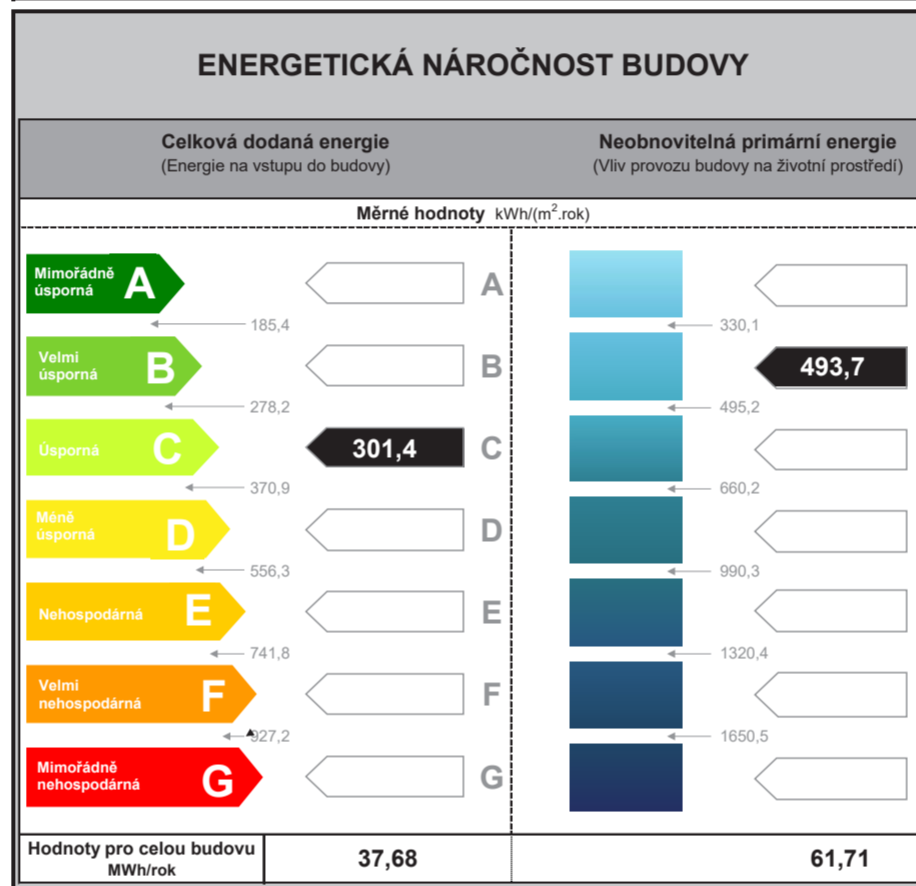 ENERGETICKÁ NÁROČNOST BUDOVY
Celková dodaná energie
(Energie na vstupu do budovy)
Neobnovitelná primární energie
(Vliv provozu budovy na životní prostředí)
Měrné hodnoty kWh/(m².rok)
Mimořádně
úsporná
A
A
185,4
330,1
Velmi
úsporná
B
B
493,7
278,2
495,2
Úsporná
C
301,4
C
370,9
660,2
Méně
úsporná
D
D
556,3
990,3
Nehospodárná
E
E
741,8
1320,4
Velmi
nehospodárná
F
F
927,2
1650,5
Mimořádně
nehospodárná
G
G
Hodnoty pro celou budovu
MWh/rok
37,68
61,71